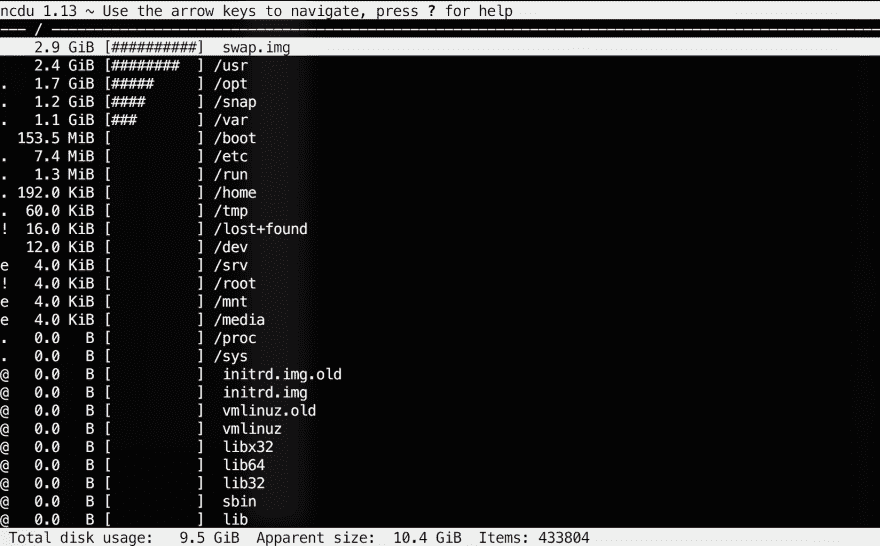 ncdu 1.13 ~ Use the arrow keys to navigate, press ? for help
--- / ---------------------------------------------------------------------------------------------------
    2.9 GiB [##########]  swap.img
    2.4 GiB [########  ] /usr
.   1.7 GiB [#####     ] /opt
.   1.2 GiB [####      ] /snap
.   1.1 GiB [###       ] /var
  153.5 MiB [          ] /boot
.   7.4 MiB [          ] /etc
.   1.3 MiB [          ] /run
. 192.0 KiB [          ] /home
.  60.0 KiB [          ] /tmp
!  16.0 KiB [          ] /lost+found
   12.0 KiB [          ] /dev
e   4.0 KiB [          ] /srv
!   4.0 KiB [          ] /root
e   4.0 KiB [          ] /mnt
e   4.0 KiB [          ] /media
.   0.0   B [          ] /proc
.   0.0   B [          ] /sys
@   0.0   B [          ]  initrd.img.old
@   0.0   B [          ]  initrd.img
@   0.0   B [          ]  vmlinuz.old
@   0.0   B [          ]  vmlinuz
@   0.0   B [          ]  libx32
@   0.0   B [          ]  lib64
@   0.0   B [          ]  lib32
@   0.0   B [          ]  sbin
@   0.0   B [          ]  lib
 Total disk usage:   9.5 GiB  Apparent size:  10.4 GiB  Items: 433804